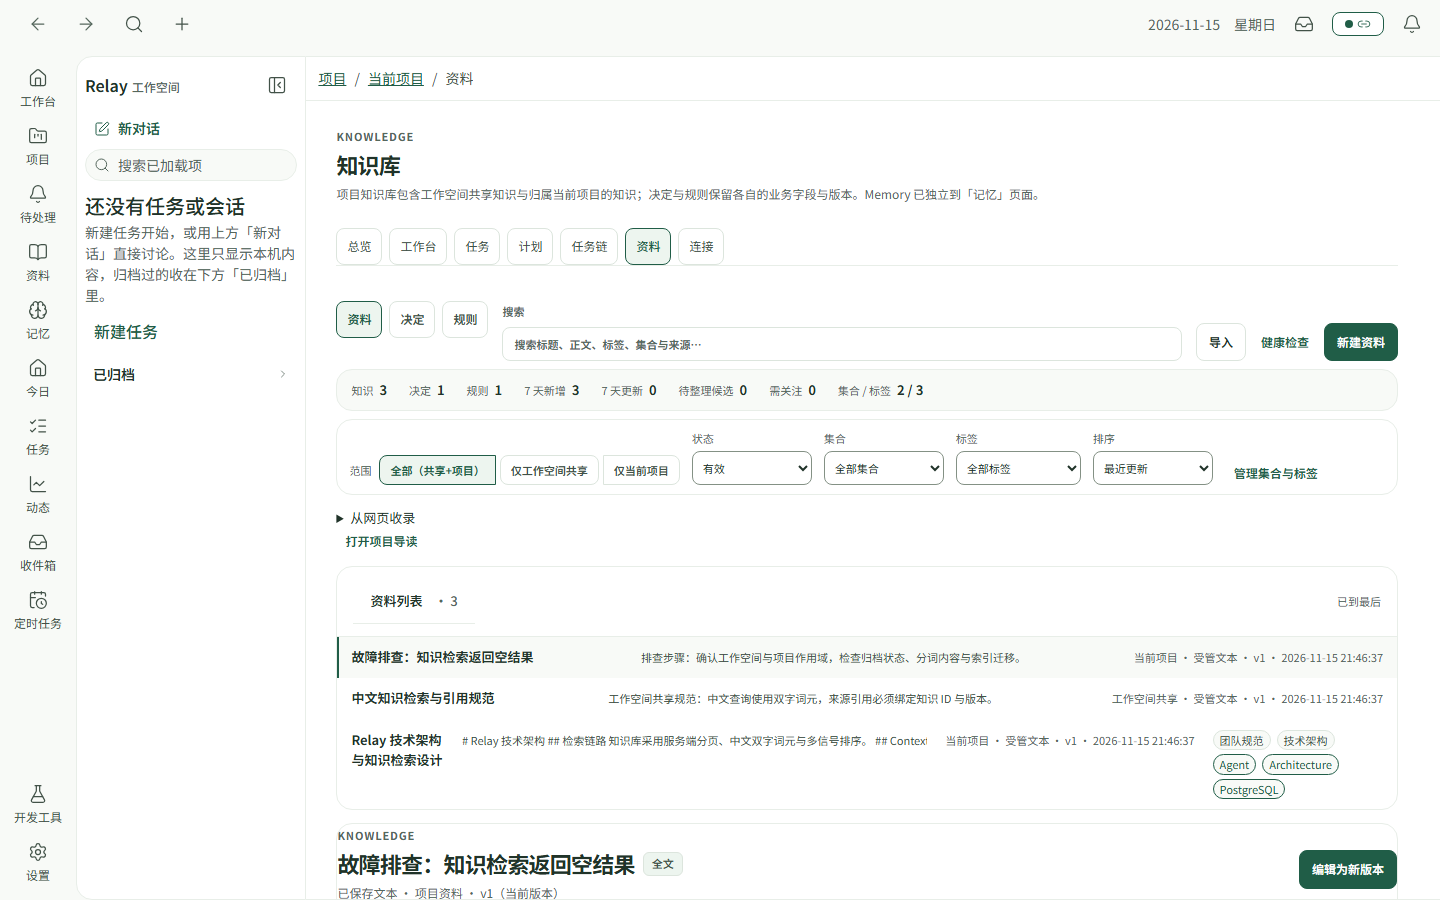 2026-11-15 星期日
工作台
项目
待处理
资料
记忆
今日
任务
动态
收件箱
定时任务
开发工具
设置
Relay 工作空间
新对话
搜索已加载项
还没有任务或会话
新建任务开始，或用上方「新对
话」直接讨论。这里只显示本机内
容，归档过的收在下方「已归档」
里。
新建任务
已归档
项目 / 当前项目 / 资料
KNOWLEDGE
知识库
项目知识库包含工作空间共享知识与归属当前项目的知识；决定与规则保留各自的业务字段与版本。Memory 已独立到「记忆」页面。
总览 工作台 任务 计划 任务链 资料 连接
资料 决定 规则
搜索
搜索标题、正文、标签、集合与来源…
导入 健康检查 新建资料
知识 3 决定 1 规则 1 7 天新增 3 7 天更新 0 待整理候选 0 需关注 0 集合 / 标签 2 / 3
范围 全部（共享+项目） 仅工作空间共享 仅当前项目
状态
有效
集合
全部集合
标签
全部标签
排序
最近更新
管理集合与标签
从网页收录
打开项目导读
资料列表 · 3
已到最后
故障排查：知识检索返回空结果 排查步骤：确认工作空间与项目作用域，检查归档状态、分词内容与索引迁移。 当前项目 · 受管文本 · v1 · 2026-11-15 21:46:37
中文知识检索与引用规范 工作空间共享规范：中文查询使用双字词元，来源引用必须绑定知识 ID 与版本。 工作空间共享 · 受管文本 · v1 · 2026-11-15 21:46:37
Relay 技术架构
与知识检索设计
# Relay 技术架构 ## 检索链路 知识库采用服务端分页、中文双字词元与多信号排序。 ## Context
当前项目 · 受管文本 · v1 · 2026-11-15 21:46:37
团队规范 技术架构
Agent Architecture
PostgreSQL
KNOWLEDGE
故障排查：知识检索返回空结果 全文
编辑为新版本
已保存文本 · 项目资料 · v1（当前版本）